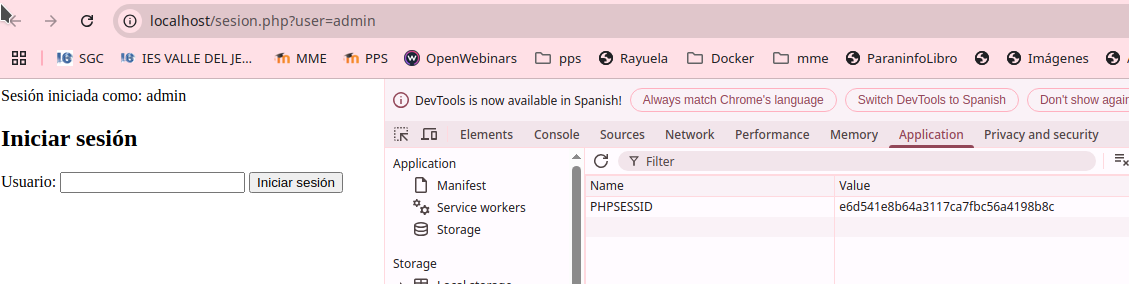 localhost/sesion.php?user=admin
SGC IES VALLE DEL JE... MME PPS OpenWebinars pps Rayuela Docker mme ParaninfoLibro Imágenes
Sesión iniciada como: admin
Iniciar sesión
Usuario: Iniciar sesión
DevTools is now available in Spanish! Always match Chrome's language Switch DevTools to Spanish Don't show again
Elements Console Sources Network Performance Memory Application Privacy and security
Application
Manifest
Service workers
Storage
Storage
Filter
Name Value
PHPSESSID e6d541e8b64a3117ca7fbc56a4198b8c